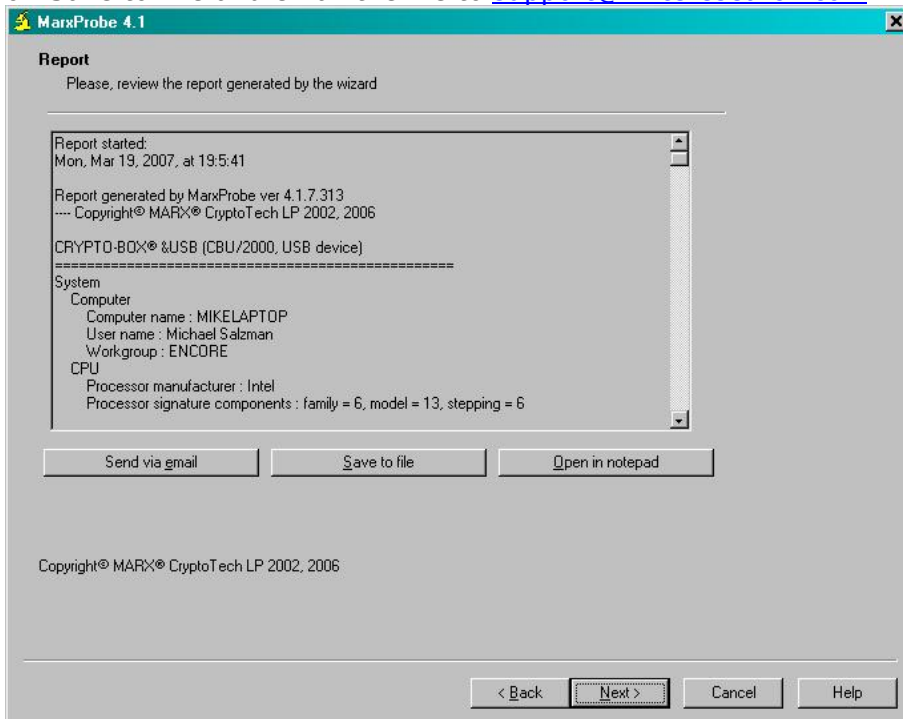 MarxProbe 4.1
Report
Please, review the report generated by the wizard
Report started:
Mon, Mar 19, 2007, at 19:5:41
Report generated by MarxProbe ver 4.1.7.313
---- Copyright© MARX® CryptoTech LP 2002, 2006
CRYPTO-BOX® &USB (CBU/2000, USB device)
==================================================
System
Computer
Computer name : MIKELAPTOP
User name : Michael Salzman
Workgroup : ENCORE
CPU
Processor manufacturer : Intel
Processor signature components : family = 6, model = 13, stepping = 6
Send via email
Save to file
Open in notepad
Copyright© MARX® CryptoTech LP 2002, 2006
< Back
Next >
Cancel
Help